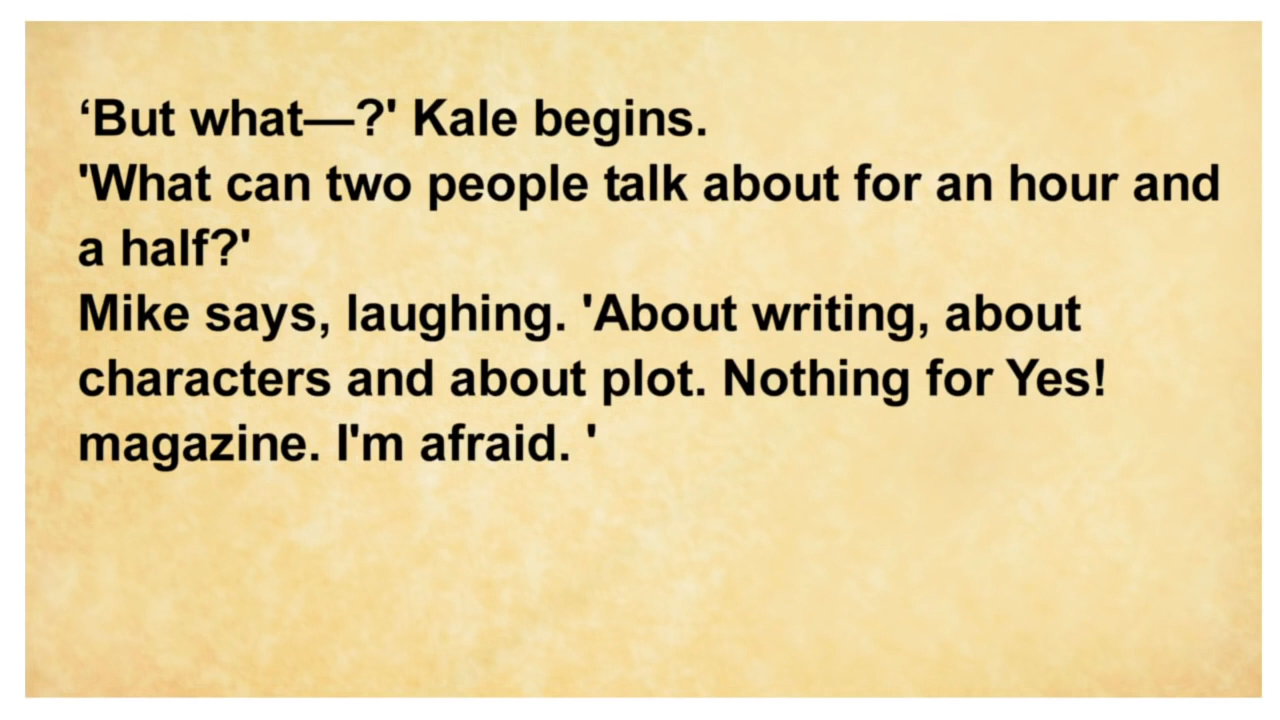 ‘But what—?' Kale begins.
'What can two people talk about for an hour and
a half?'
Mike says, laughing. 'About writing, about
characters and about plot. Nothing for Yes!
magazine. I'm afraid. '